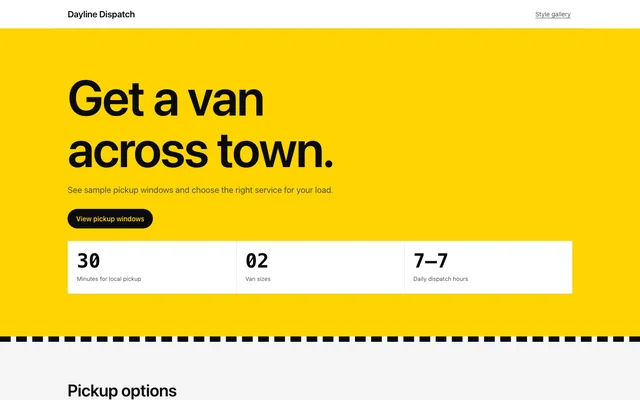 Dayline Dispatch
Style gallery
Get a van
across town.
See sample pickup windows and choose the right service for your load.
View pickup windows
30
Minutes for local pickup
02
Van sizes
7–7
Daily dispatch hours
Pickup options